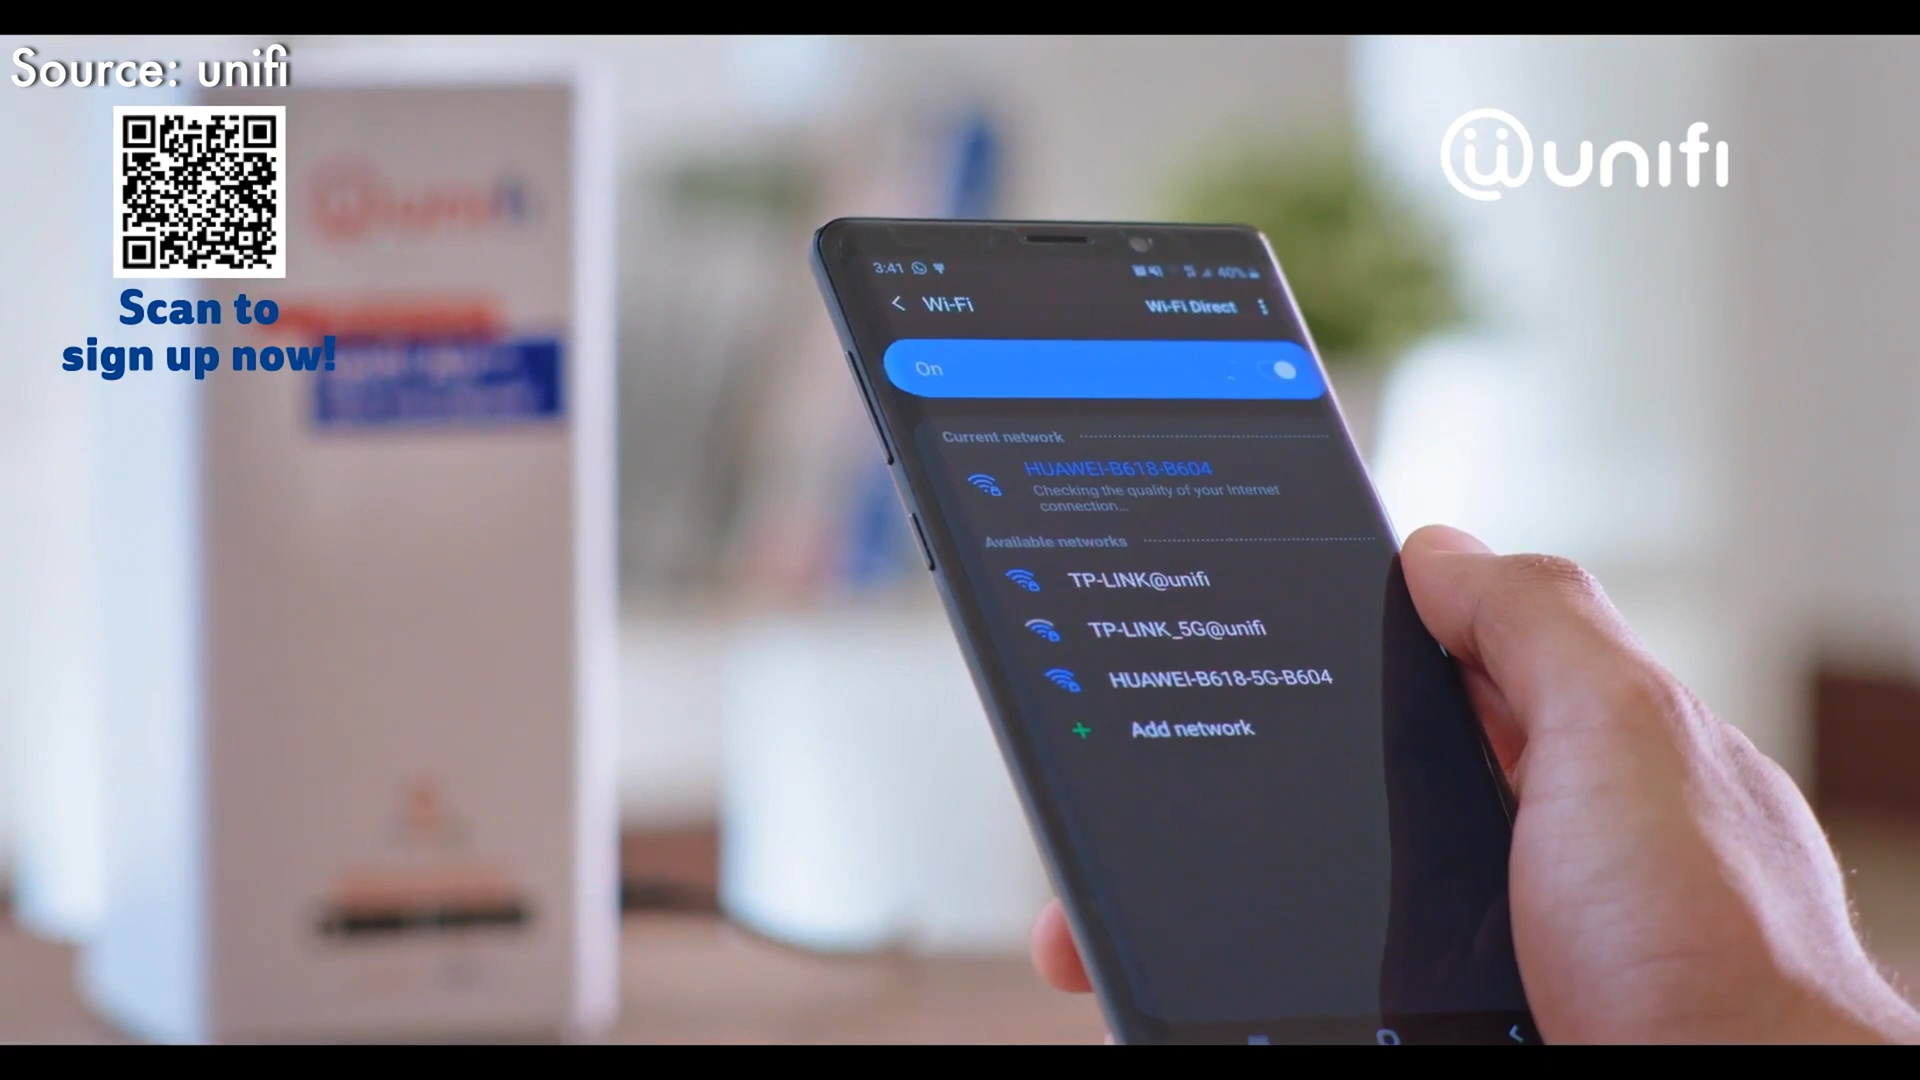 Source: unifi
unifi
Scan to
sign up now!
3:41
40%
Wi-Fi
Wi-Fi Direct
On
Current network
HUAWEI-B618-B604
Checking the quality of your Internet
connection...
Available networks
TP-LINK@unifi
TP-LINK_5G@unifi
HUAWEI-B618-5G-B604
Add network